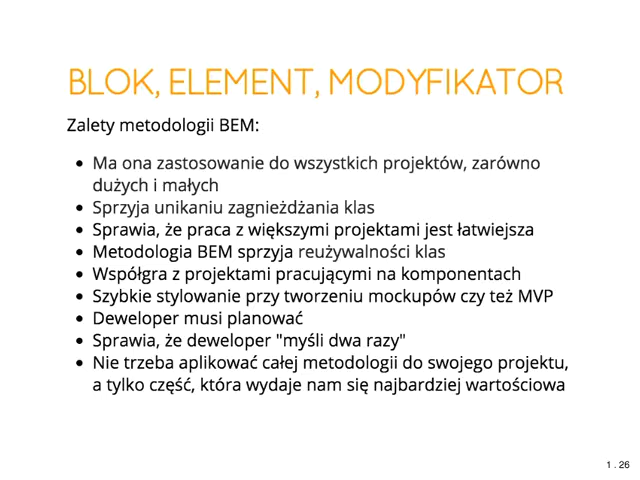 BLOK, ELEMENT, MODYFIKATOR
Zalety metodologii BEM:
• Ma ona zastosowanie do wszystkich projektów, zarówno
dużych i małych
• Sprzyja unikaniu zagnieżdżania klas
• Sprawia, że praca z większymi projektami jest łatwiejsza
• Metodologia BEM sprzyja reużywalności klas
• Współgra z projektami pracującymi na komponentach
• Szybkie stylowanie przy tworzeniu mockupów czy też MVP
• Deweloper musi planować
• Sprawia, że deweloper "myśli dwa razy"
• Nie trzeba aplikować całej metodologii do swojego projektu,
a tylko część, która wydaje nam się najbardziej wartościowa
1 . 26